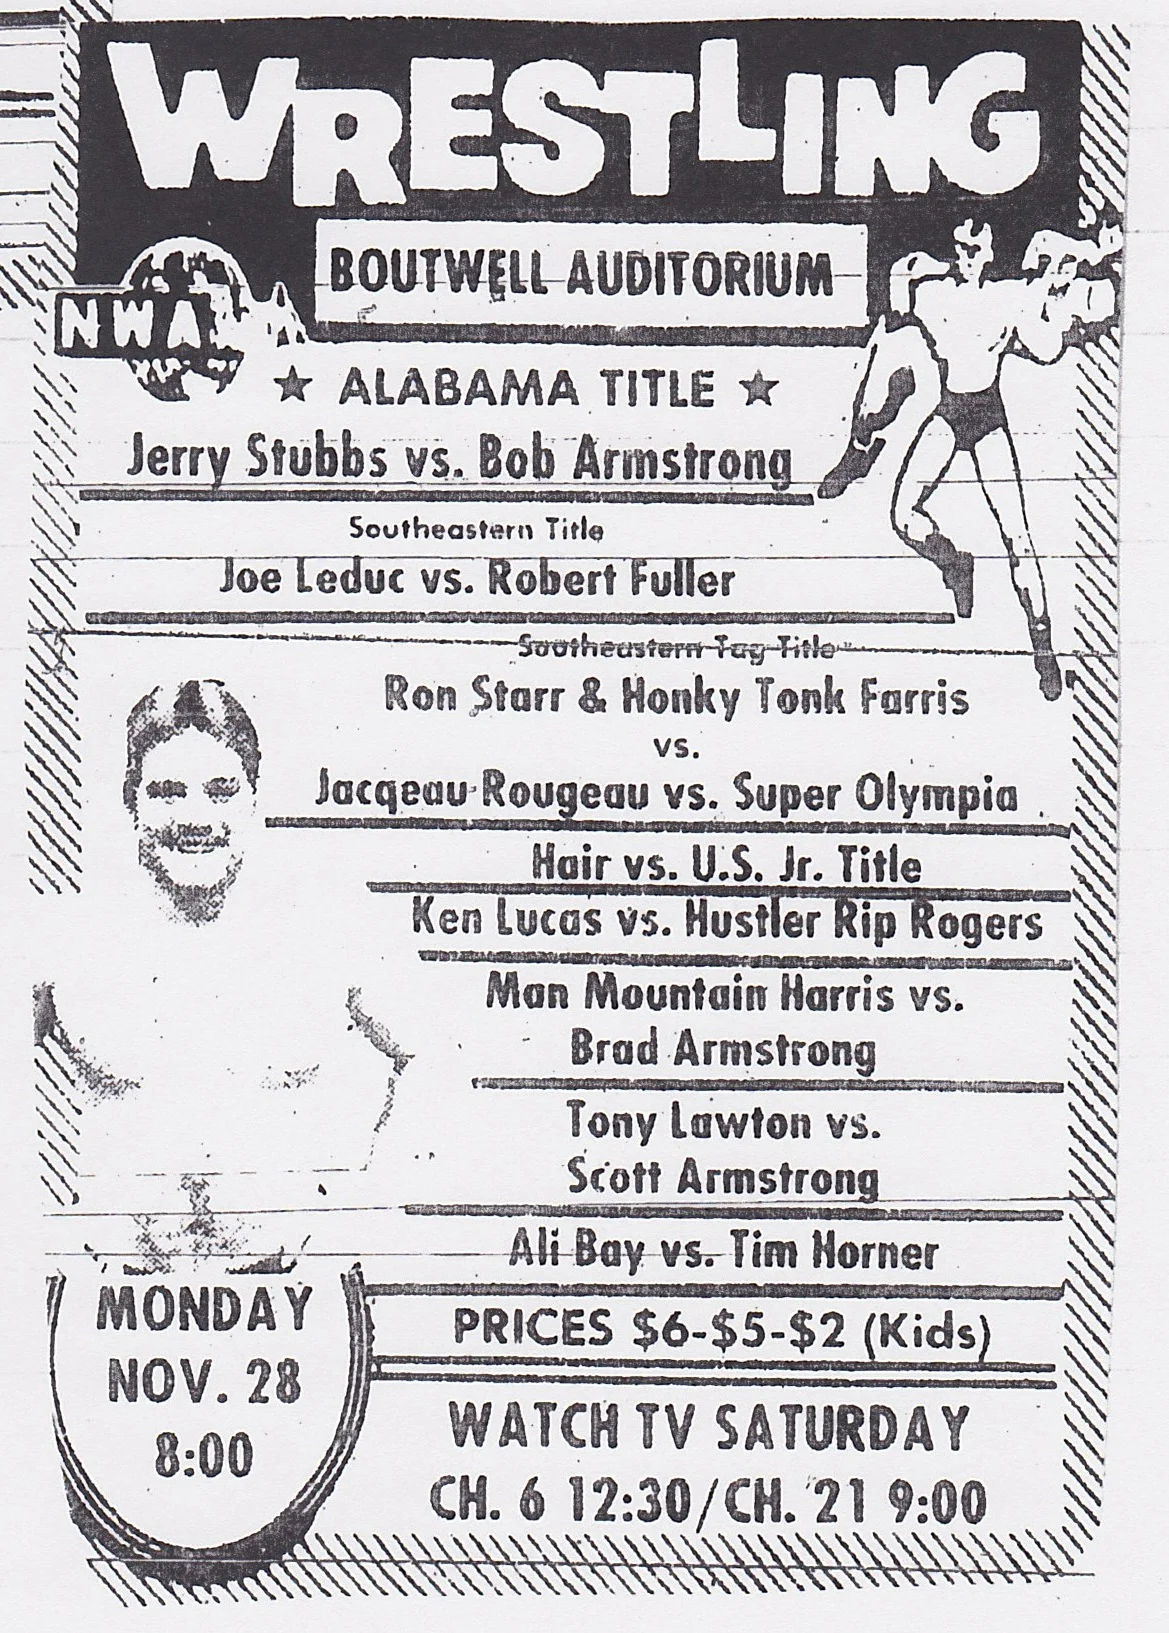 WRESTLING
BOUTWELL AUDITORIUM
NWA
★ ALABAMA TITLE ★
Jerry Stubbs vs. Bob Armstrong
Southeastern Title
Joe Leduc vs. Robert Fuller
Southeastern Tag Title
Ron Starr & Honky Tonk Farris
vs.
Jacqeau Rougeau vs. Super Olympia
Hair vs. U.S. Jr. Title
Ken Lucas vs. Hustler Rip Rogers
Man Mountain Harris vs.
Brad Armstrong
Tony Lawton vs.
Scott Armstrong
Ali Bay vs. Tim Horner
MONDAY
NOV. 28
8:00
PRICES $6-$5-$2 (Kids)
WATCH TV SATURDAY
CH. 6 12:30/CH. 21 9:00